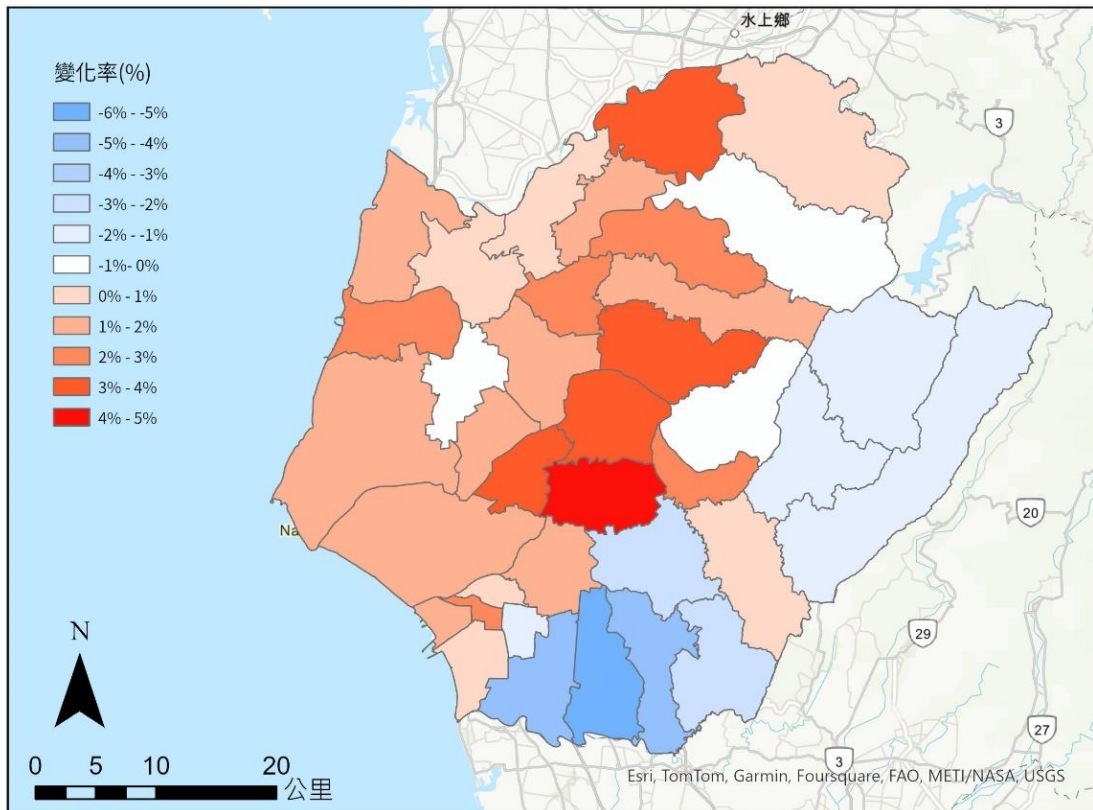 水上鄉
變化率(%)
-6% - -5%
-5% - -4%
-4% - -3%
-3% - -2%
-2% - -1%
-1%- 0%
0% - 1%
1% - 2%
2% - 3%
3% - 4%
4% - 5%
3
20
Na
29
27
3
N
0 5 10 20
公里
Esri, TomTom, Garmin, Foursquare, FAO, METI/NASA, USGS